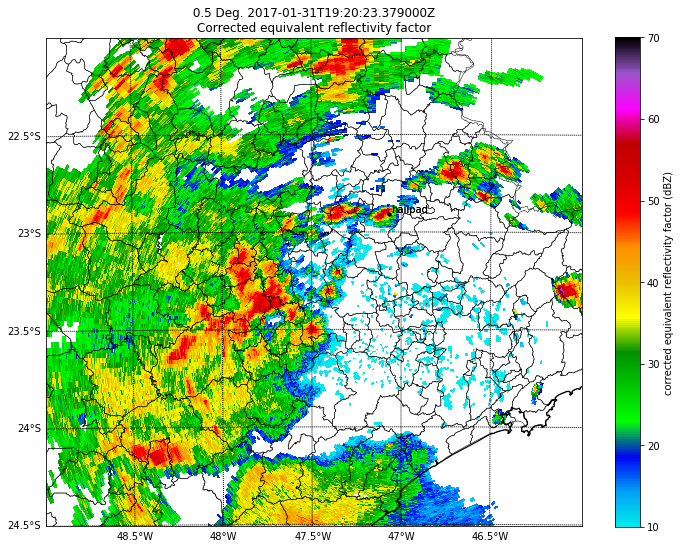 0.5 Deg. 2017-01-31T19:20:23.379000Z
Corrected equivalent reflectivity factor
70
60
50
40
30
20
10
corrected equivalent reflectivity factor (dBZ)
22.5°S
23°S
23.5°S
24°S
24.5°S
48.5°W
48°W
47.5°W
47°W
46.5°W
hailpad